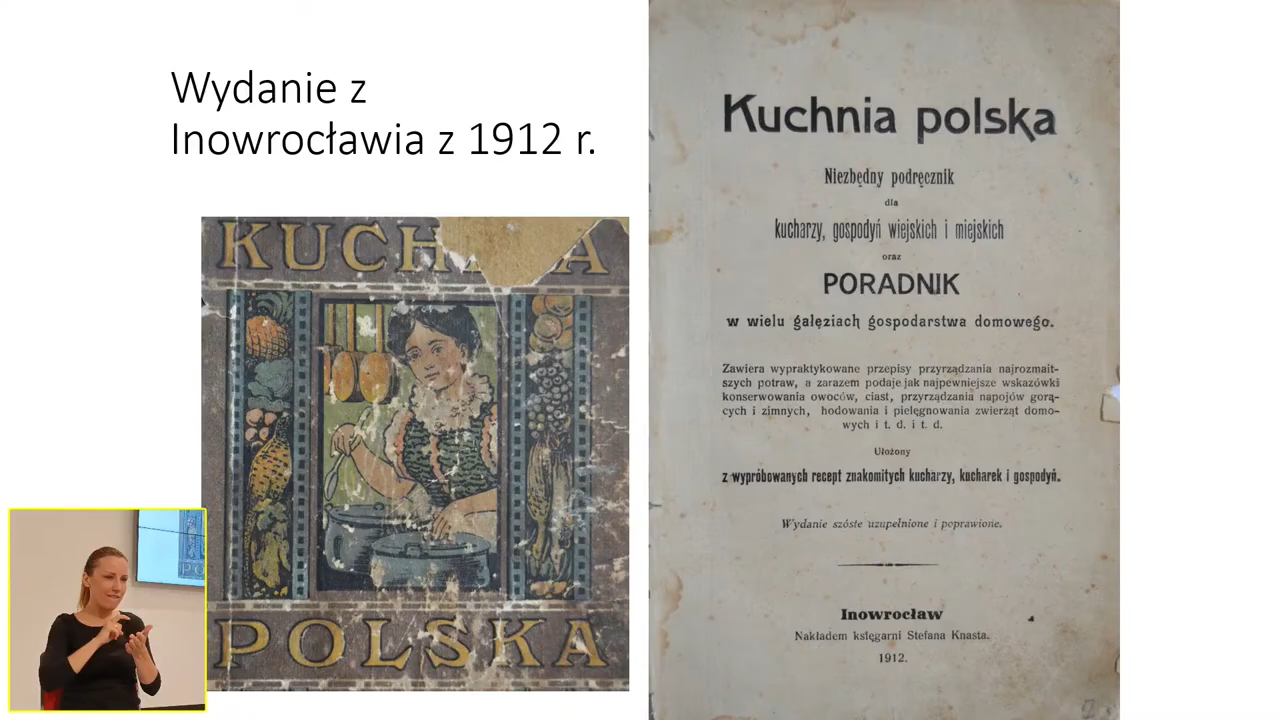 Wydanie z
Inowrocławia z 1912 r.
KUCH A
POLSKA
Kuchnia polska
Niezbędny podręcznik
dla
kucharzy, gospodyń wiejskich i miejskich
oraz
PORADNIK
w wielu gałęziach gospodarstwa domowego.
Zawiera wypraktykowane przepisy przyrządzania najrozmait-
szych potraw, a zarazem podaje jak najpewniejsze wskazówki
konserwowania owoców, ciast, przyrządzania napojów gorą-
cych i zimnych, hodowania i pielęgnowania zwierząt domo-
wych i t. d. i t. d.
Ułożony
z wypróbowanych recept znakomitych kucharzy, kucharek i gospodyń.
Wydanie szóste uzupełnione i poprawione.
Inowrocław
Nakładem księgarni Stefana Knasta.
1912.